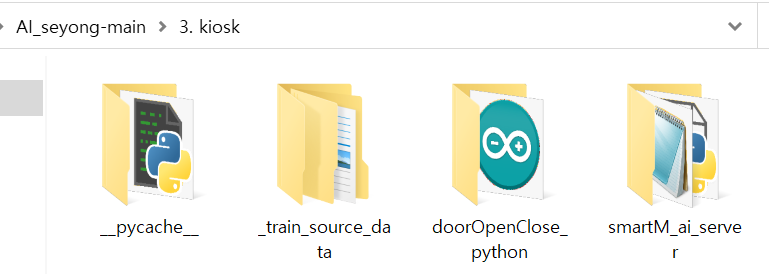 AI_seyong-main > 3. kiosk
__pycache__
_train_source_da
ta
doorOpenClose_
python
smartM_ai_serve
r